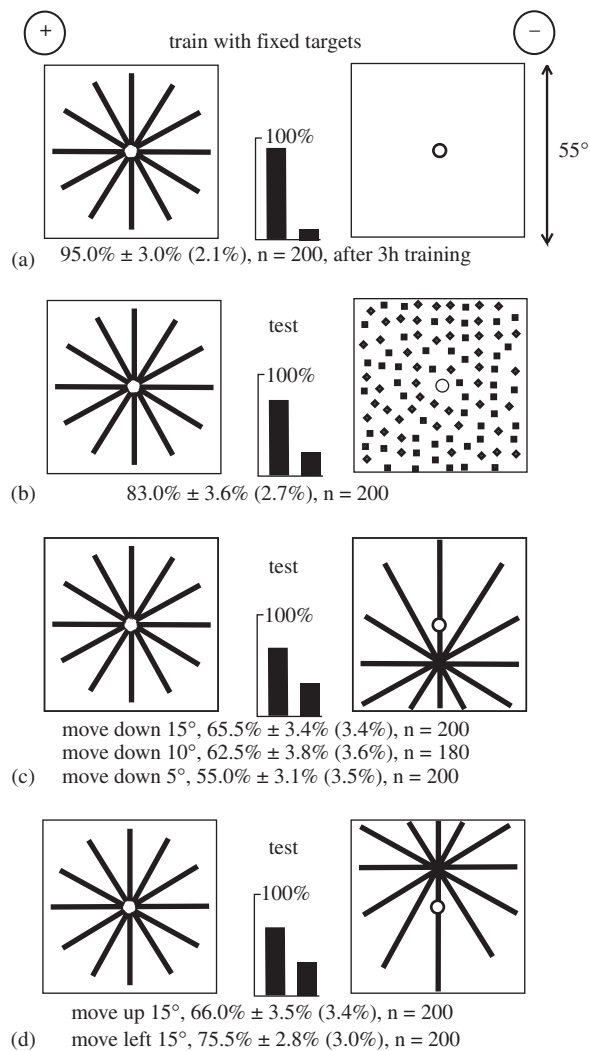 +
train with fixed targets
−
100%
55°
(a) 95.0% ± 3.0% (2.1%), n = 200, after 3h training
test
100%
(b) 83.0% ± 3.6% (2.7%), n = 200
test
100%
move down 15°, 65.5% ± 3.4% (3.4%), n = 200
move down 10°, 62.5% ± 3.8% (3.6%), n = 180
(c) move down 5°, 55.0% ± 3.1% (3.5%), n = 200
test
100%
move up 15°, 66.0% ± 3.5% (3.4%), n = 200
(d) move left 15°, 75.5% ± 2.8% (3.0%), n = 200